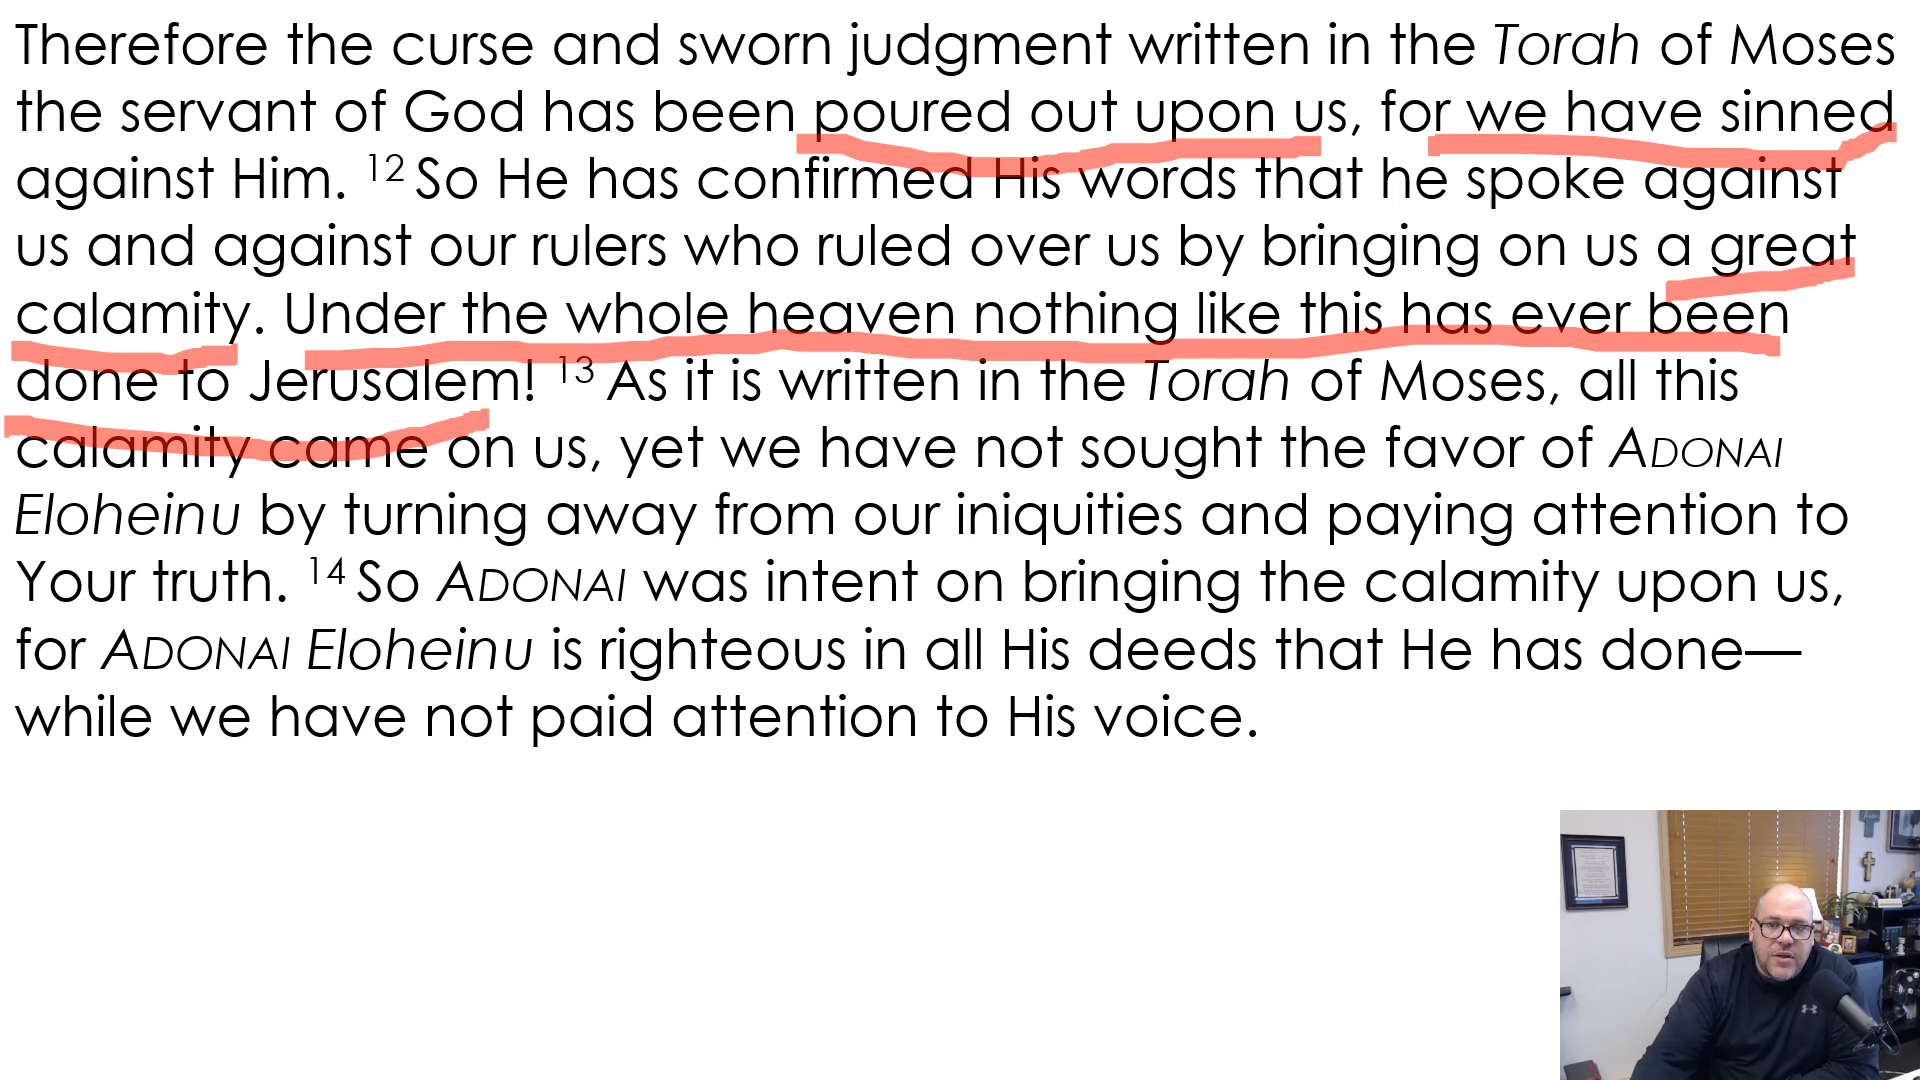 Therefore the curse and sworn judgment written in the Torah of Moses
the servant of God has been poured out upon us, for we have sinned
against Him. 12 So He has confirmed His words that he spoke against
us and against our rulers who ruled over us by bringing on us a great
calamity. Under the whole heaven nothing like this has ever been
done to Jerusalem! 13 As it is written in the Torah of Moses, all this
calamity came on us, yet we have not sought the favor of ADONAI
Eloheinu by turning away from our iniquities and paying attention to
Your truth. 14 So ADONAI was intent on bringing the calamity upon us,
for ADONAI Eloheinu is righteous in all His deeds that He has done—
while we have not paid attention to His voice.